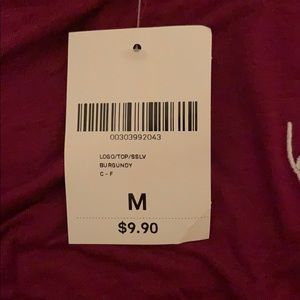 00303992043
LOGO/TOP/SSLV
BURGUNDY
C - F
M
$9.90